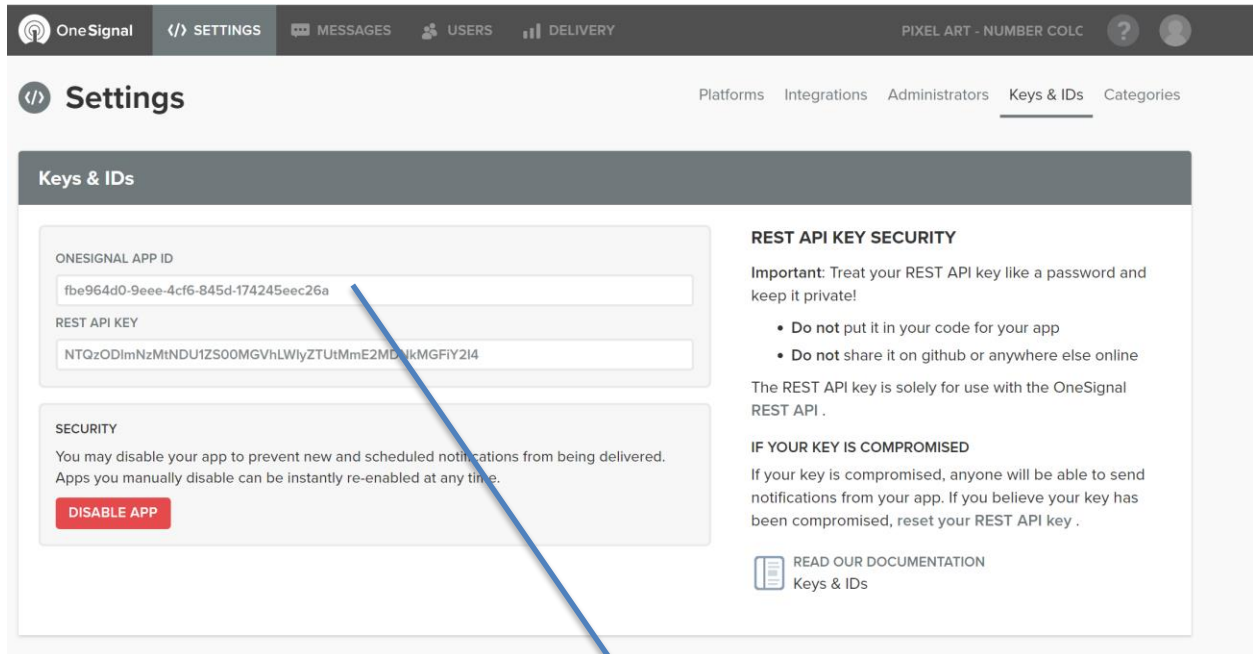 OneSignal </> SETTINGS MESSAGES USERS DELIVERY PIXEL ART - NUMBER COLC ?
</> Settings Platforms Integrations Administrators Keys & IDs Categories
Keys & IDs
ONESIGNAL APP ID
fbe964d0-9eee-4cf6-845d-174245eec26a
REST API KEY
SECURITY
You may disable your app to prevent new and scheduled notifications from being delivered.
Apps you manually disable can be instantly re-enabled at any time.
DISABLE APP
REST API KEY SECURITY
Important: Treat your REST API key like a password and
keep it private!
• Do not put it in your code for your app
• Do not share it on github or anywhere else online
The REST API key is solely for use with the OneSignal
REST API .
IF YOUR KEY IS COMPROMISED
If your key is compromised, anyone will be able to send
notifications from your app. If you believe your key has
been compromised, reset your REST API key .
READ OUR DOCUMENTATION
Keys & IDs